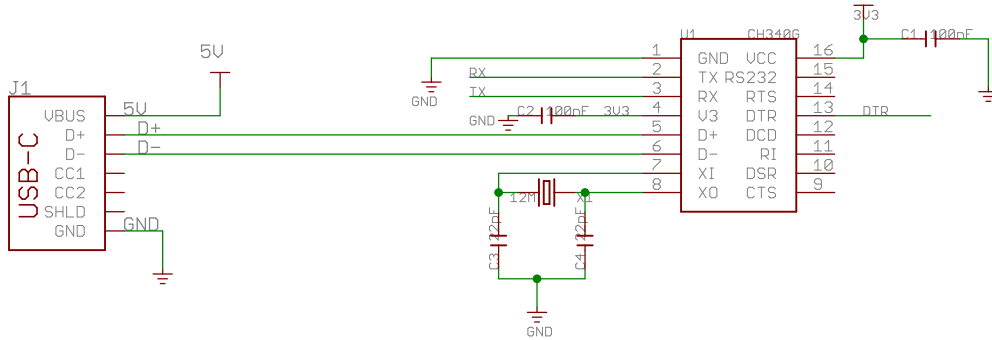 3V3
U1
CH340G
C1
100nF
5V
1
GND
VCC
16
RX
2
TX
RS232
15
GND
TX
3
RX
RTS
14
J1
VBUS
5V
C2
100nF
3V3
4
V3
DTR
13
DTR
GND
D+
D+
5
D+
DCD
12
D-
D-
6
D-
RI
11
CC1
7
XI
DSR
10
CC2
12M
X1
8
XO
CTS
9
SHLD
GND
GND
USB-C
22pF
C3
22pF
C4
GND